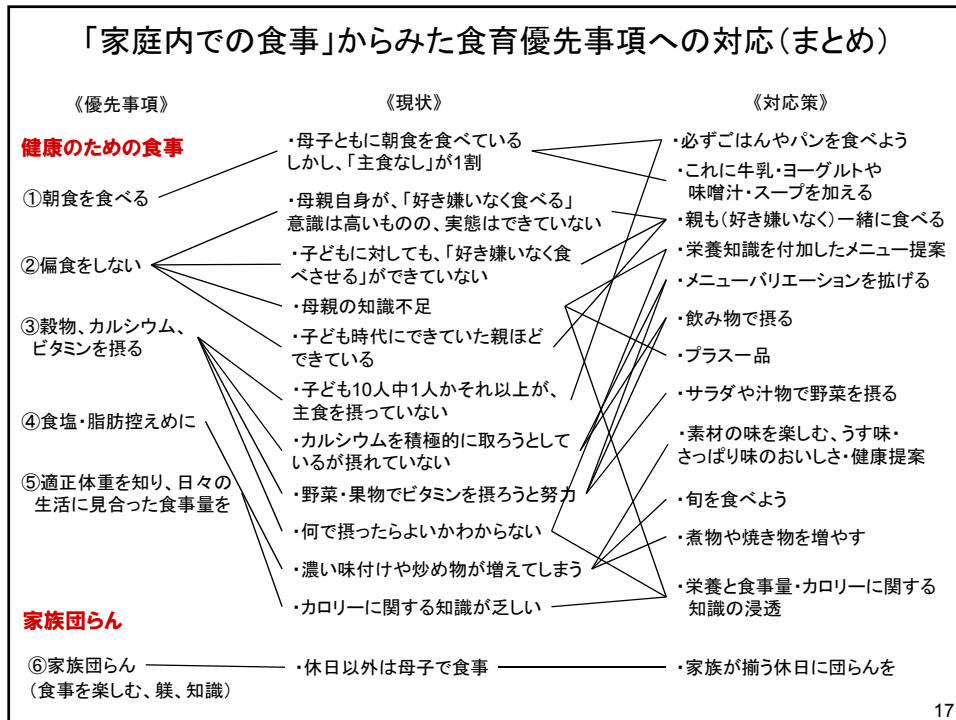 「家庭内での食事」からみた食育優先事項への対応(まとめ)
《優先事項》
《現状》
《対応策》
健康のための食事
①朝食を食べる
②偏食をしない
③穀物、カルシウム、
ビタミンを摂る
④食塩・脂肪控えめに
⑤適正体重を知り、日々の
生活に見合った食事量を
家族団らん
⑥家族団らん
(食事を楽しむ、躾、知識)
・母子ともに朝食を食べている
しかし、「主食なし」が1割
・母親自身が、「好き嫌いなく食べる」
意識は高いものの、実態はできていない
・子どもに対しても、「好き嫌いなく食
べさせる」ができていない
・母親の知識不足
・子ども時代にできていた親ほど
できている
・子ども10人中1人かそれ以上が、
主食を摂っていない
・カルシウムを積極的に取ろうとして
いるが摂れていない
・野菜・果物でビタミンを摂ろうと努力
・何で摂ったらよいかわからない
・濃い味付けや炒め物が増えてしまう
・カロリーに関する知識が乏しい
・休日以外は母子で食事
・必ずごはんやパンを食べよう
・これに牛乳・ヨーグルトや
味噌汁・スープを加える
・親も(好き嫌いなく)一緒に食べる
・栄養知識を付加したメニュー提案
・メニューバリエーションを拡げる
・飲み物で摂る
・プラス一品
・サラダや汁物で野菜を摂る
・素材の味を楽しむ、うす味・
さっぱり味のおいしさ・健康提案
・旬を食べよう
・煮物や焼き物を増やす
・栄養と食事量・カロリーに関する
知識の浸透
・家族が揃う休日に団らんを
17